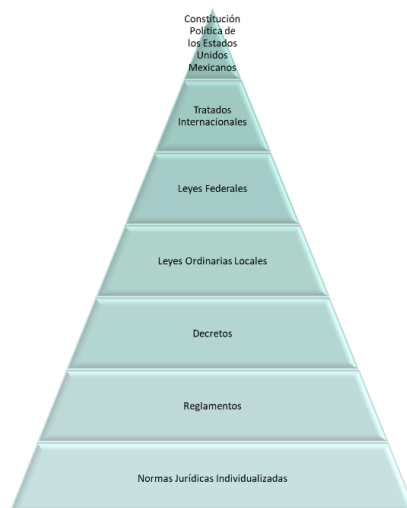 Constitución
Política de
los Estados
Unidos
Mexicanos
Tratados
Internacionales
Leyes Federales
Leyes Ordinarias Locales
Decretos
Reglamentos
Normas Jurídicas Individualizadas